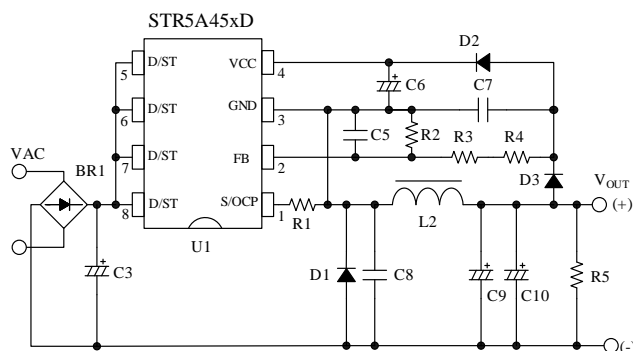 STR5A45xD
D/ST
5
VCC
4
D2
C6
C7
D/ST
6
GND
3
C5
R2
R3
R4
D/ST
7
FB
2
D3
VAC
BR1
D/ST
8
S/OCP
1
R1
U1
L2
VOUT
(+)
C3
D1
C8
C9
C10
R5
(-)